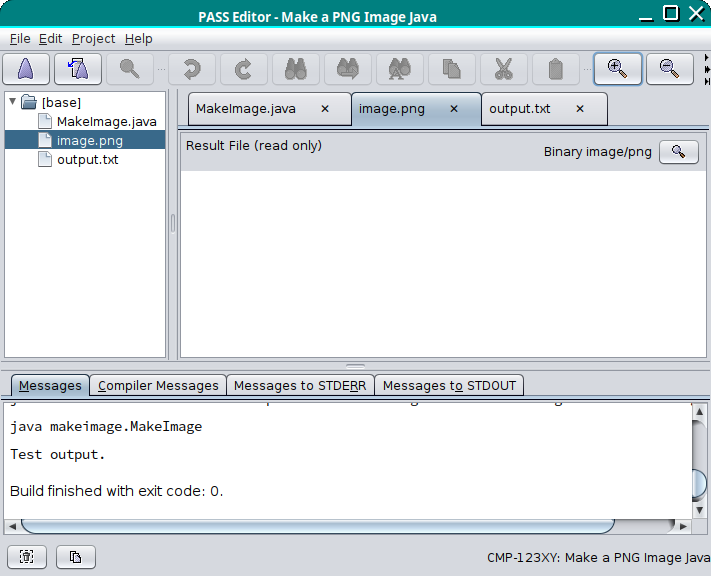 PASS Editor - Make a PNG Image Java
File Edit Project Help
[base]
MakeImage.java
image.png
output.txt
MakeImage.java × image.png × output.txt ×
Result File (read only)
Binary image/png
Messages Compiler Messages Messages to STDERR Messages to STDOUT
java makeimage.MakeImage
Test output.
Build finished with exit code: 0.
CMP-123XY: Make a PNG Image Java